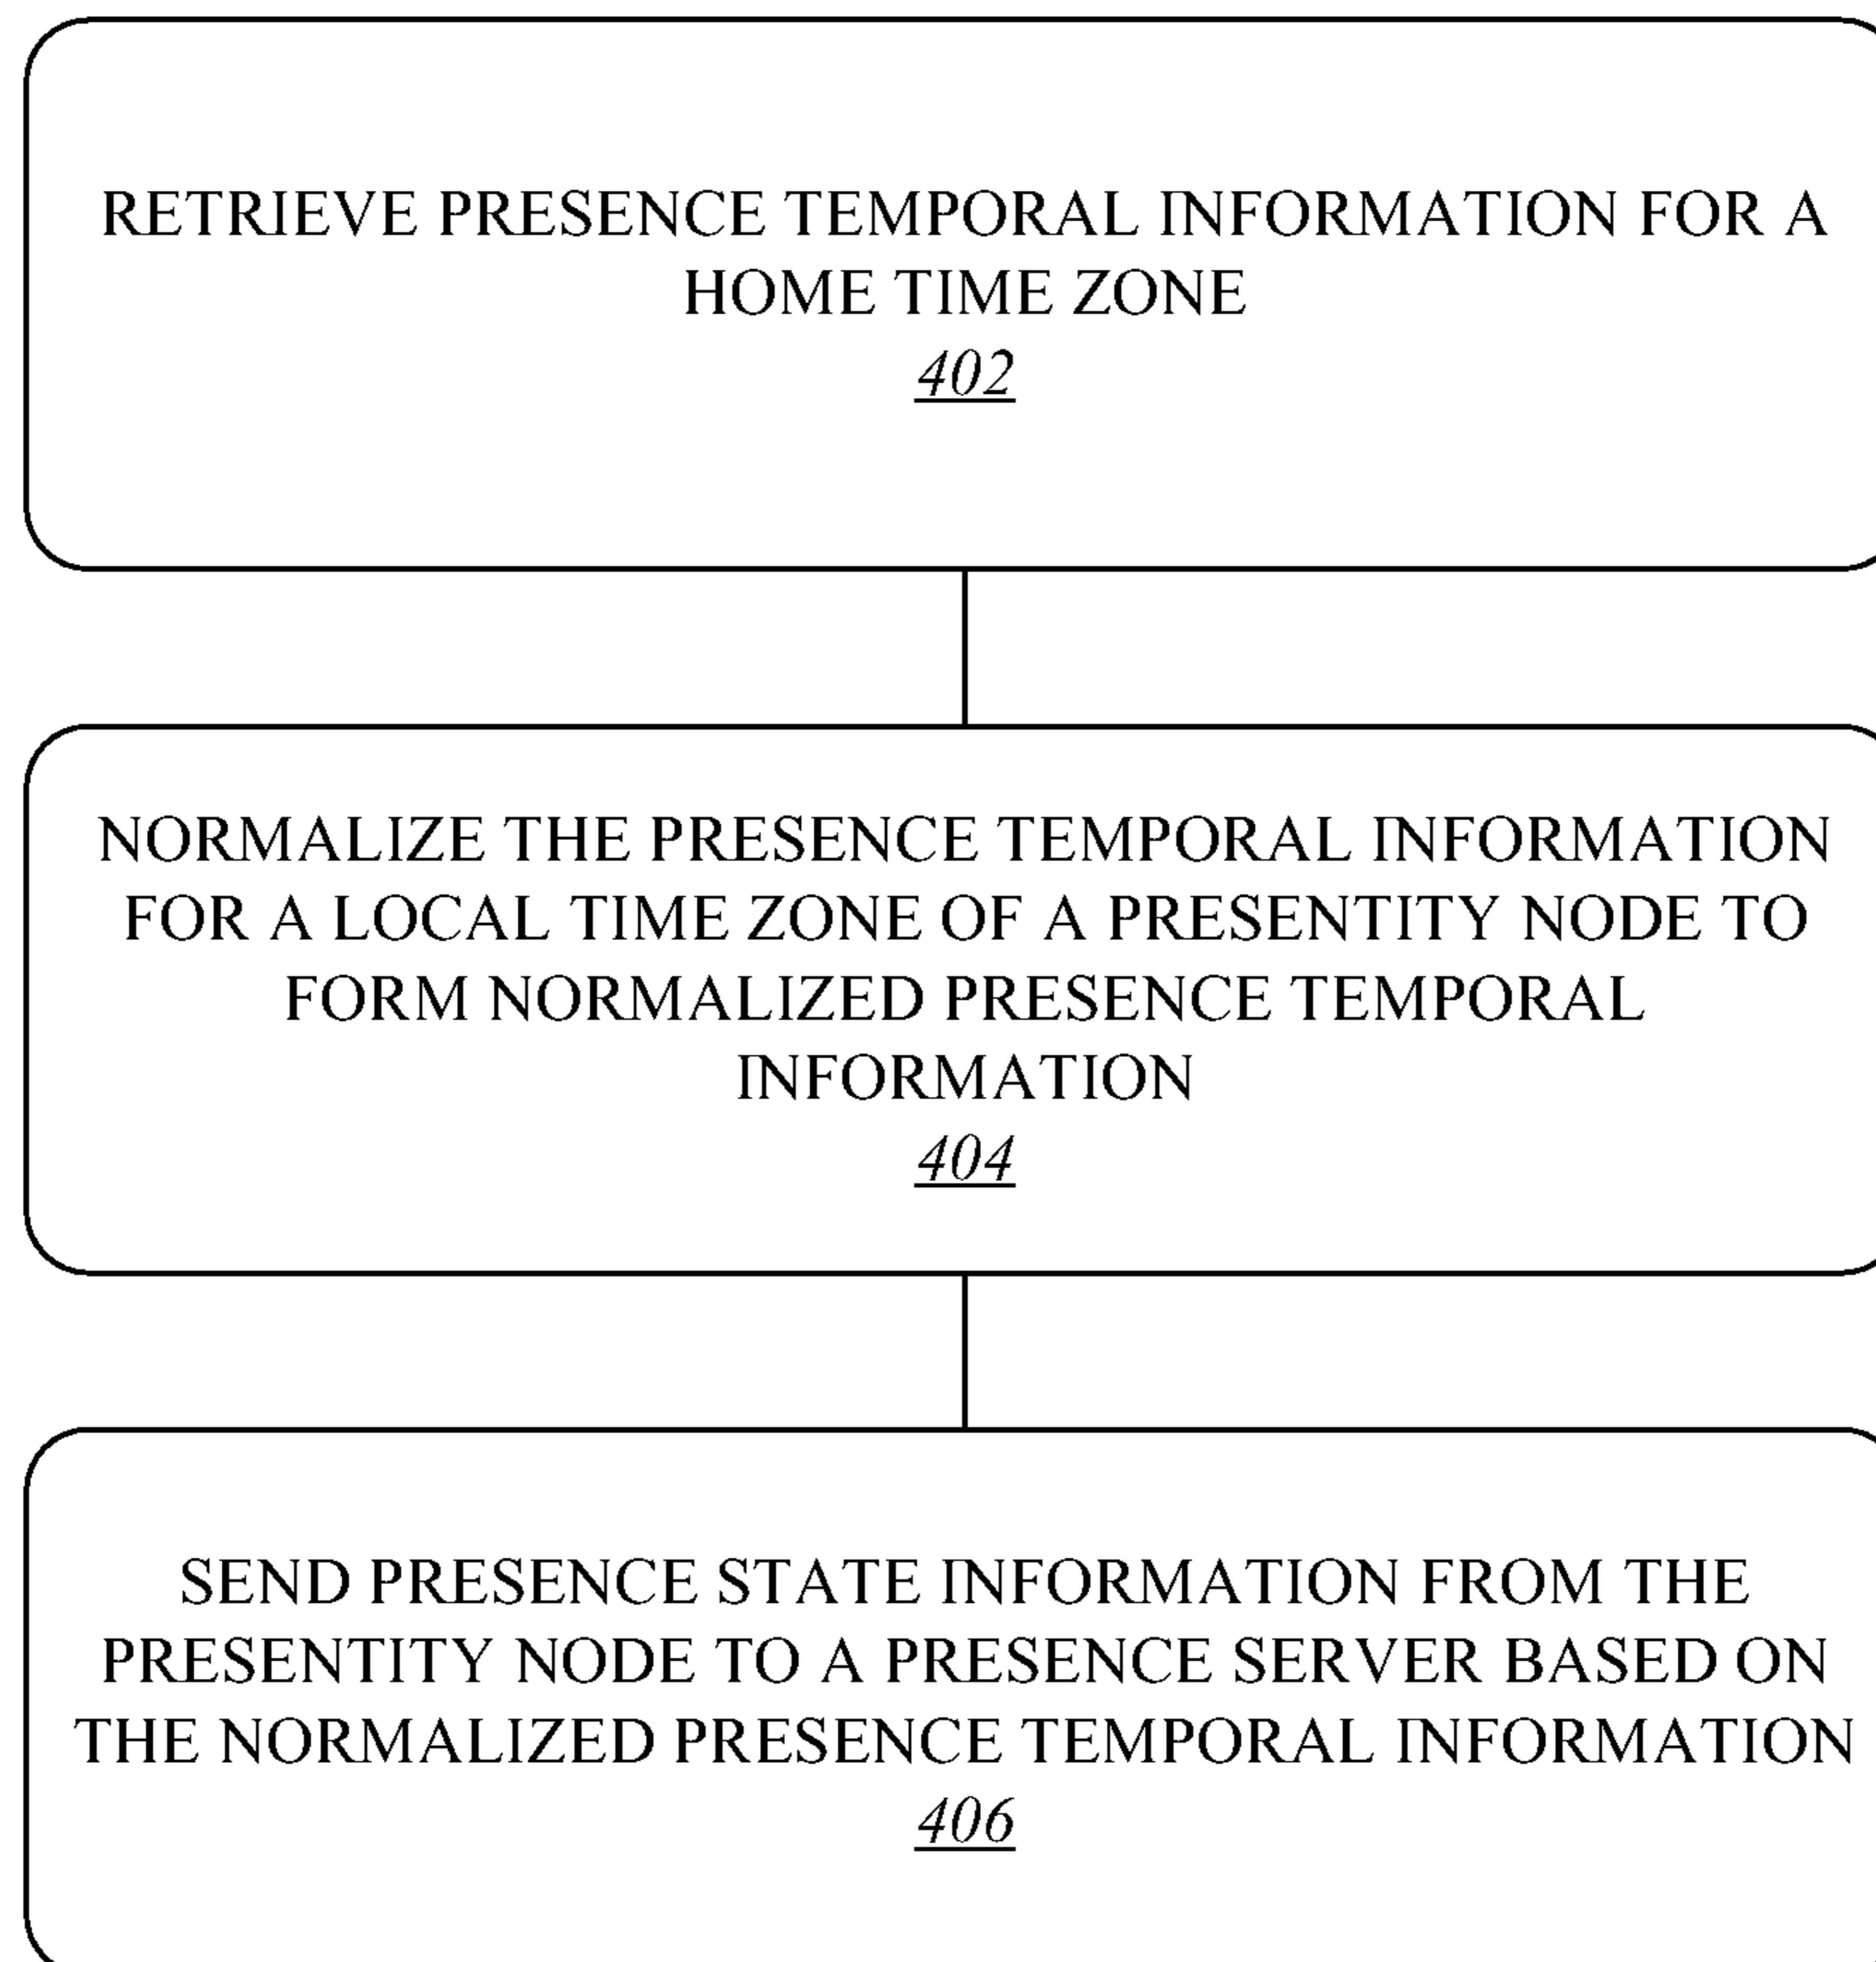 RETRIEVE PRESENCE TEMPORAL INFORMATION FOR A
HOME TIME ZONE
402
NORMALIZE THE PRESENCE TEMPORAL INFORMATION
FOR A LOCAL TIME ZONE OF A PRESENTITY NODE TO
FORM NORMALIZED PRESENCE TEMPORAL
INFORMATION
404
SEND PRESENCE STATE INFORMATION FROM THE
PRESENTITY NODE TO A PRESENCE SERVER BASED ON
THE NORMALIZED PRESENCE TEMPORAL INFORMATION
406